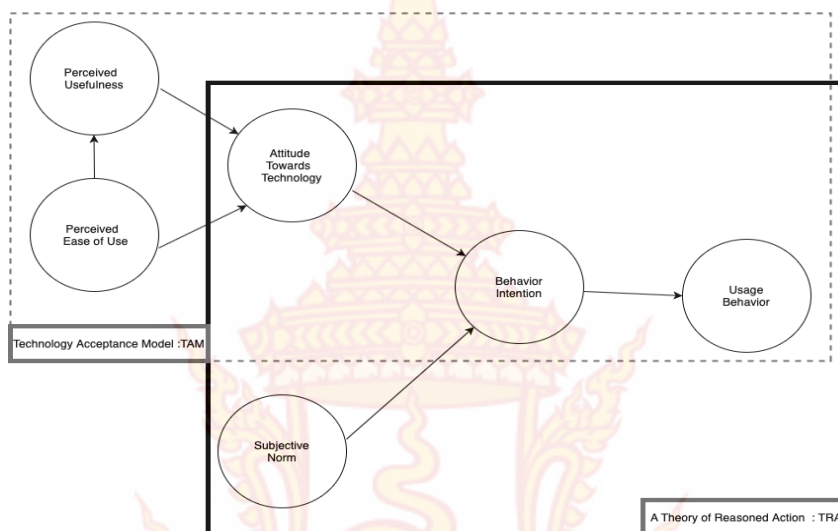 Perceived
Usefulness
Attitude
Towards
Technology
Perceived
Ease of Use
Behavior
Intention
Usage
Behavior
Technology Acceptance Model :TAM
Subjective
Norm
A Theory of Reasoned Action : TRA